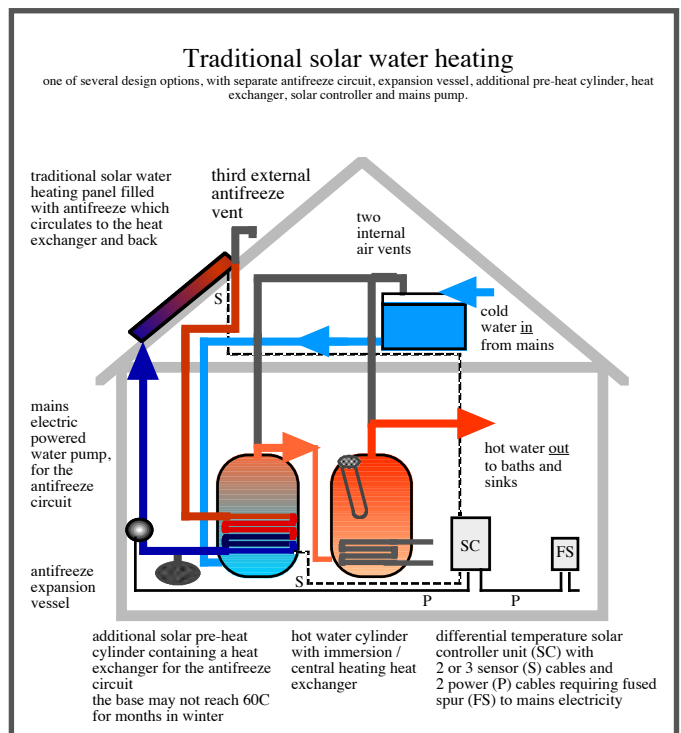 Traditional solar water heating
one of several design options, with separate antifreeze circuit, expansion vessel, additional pre-heat cylinder, heat
exchanger, solar controller and mains pump.
traditional solar water
heating panel filled
with antifreeze which
circulates to the heat
exchanger and back
third external
antifreeze
vent
two
internal
air vents
S
cold
water in
from mains
mains
electric
powered
water pump,
for the
antifreeze
circuit
hot water out
to baths and
sinks
SC
FS
antifreeze
expansion
vessel
S
P
P
additional solar pre-heat
cylinder containing a heat
exchanger for the antifreeze
circuit
the base may not reach 60C
for months in winter
hot water cylinder
with immersion /
central heating heat
exchanger
differential temperature solar
controller unit (SC) with
2 or 3 sensor (S) cables and
2 power (P) cables requiring fused
spur (FS) to mains electricity